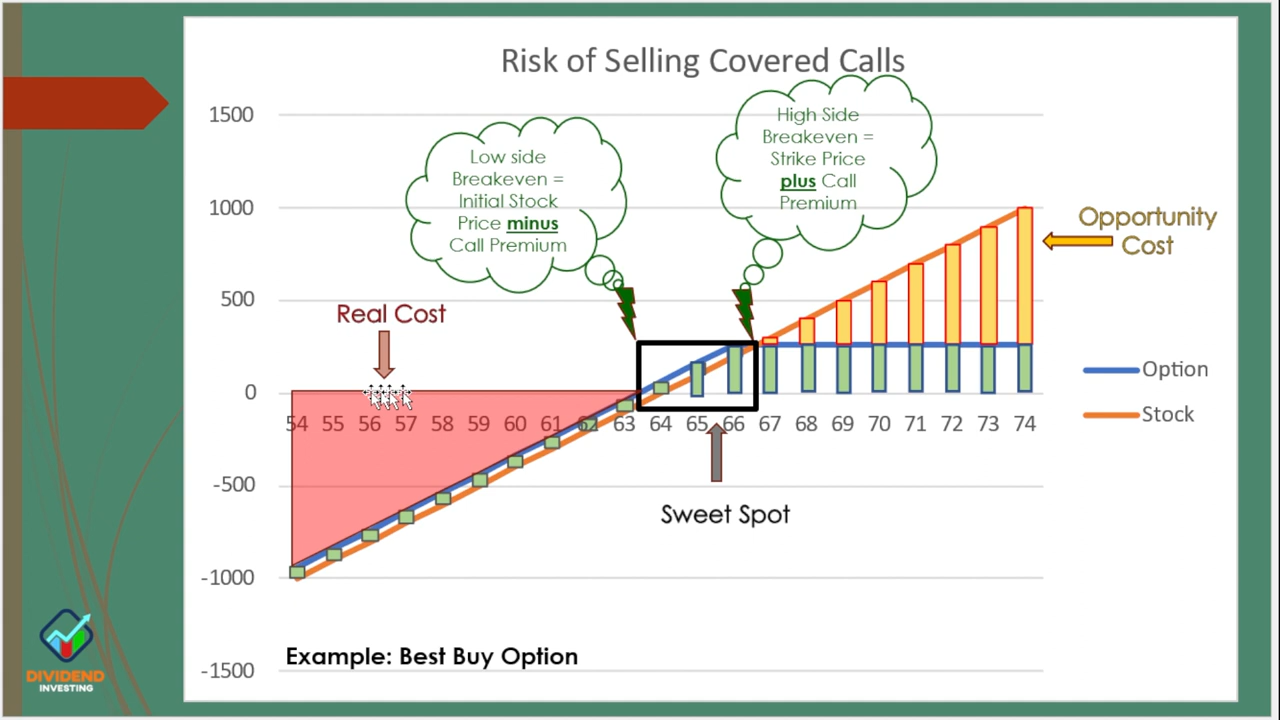 Risk of Selling Covered Calls
1500
1000
500
0
-500
-1000
-1500
Low side
Breakeven =
Initial Stock
Price minus
Call Premium
High Side
Breakeven =
Strike Price
plus Call
Premium
Opportunity
Cost
Real Cost
54 55 56 57 58 59 60 61 62 63 64 65 66 67 68 69 70 71 72 73 74
Option
Stock
Sweet Spot
Example: Best Buy Option
DIVIDEND
INVESTING